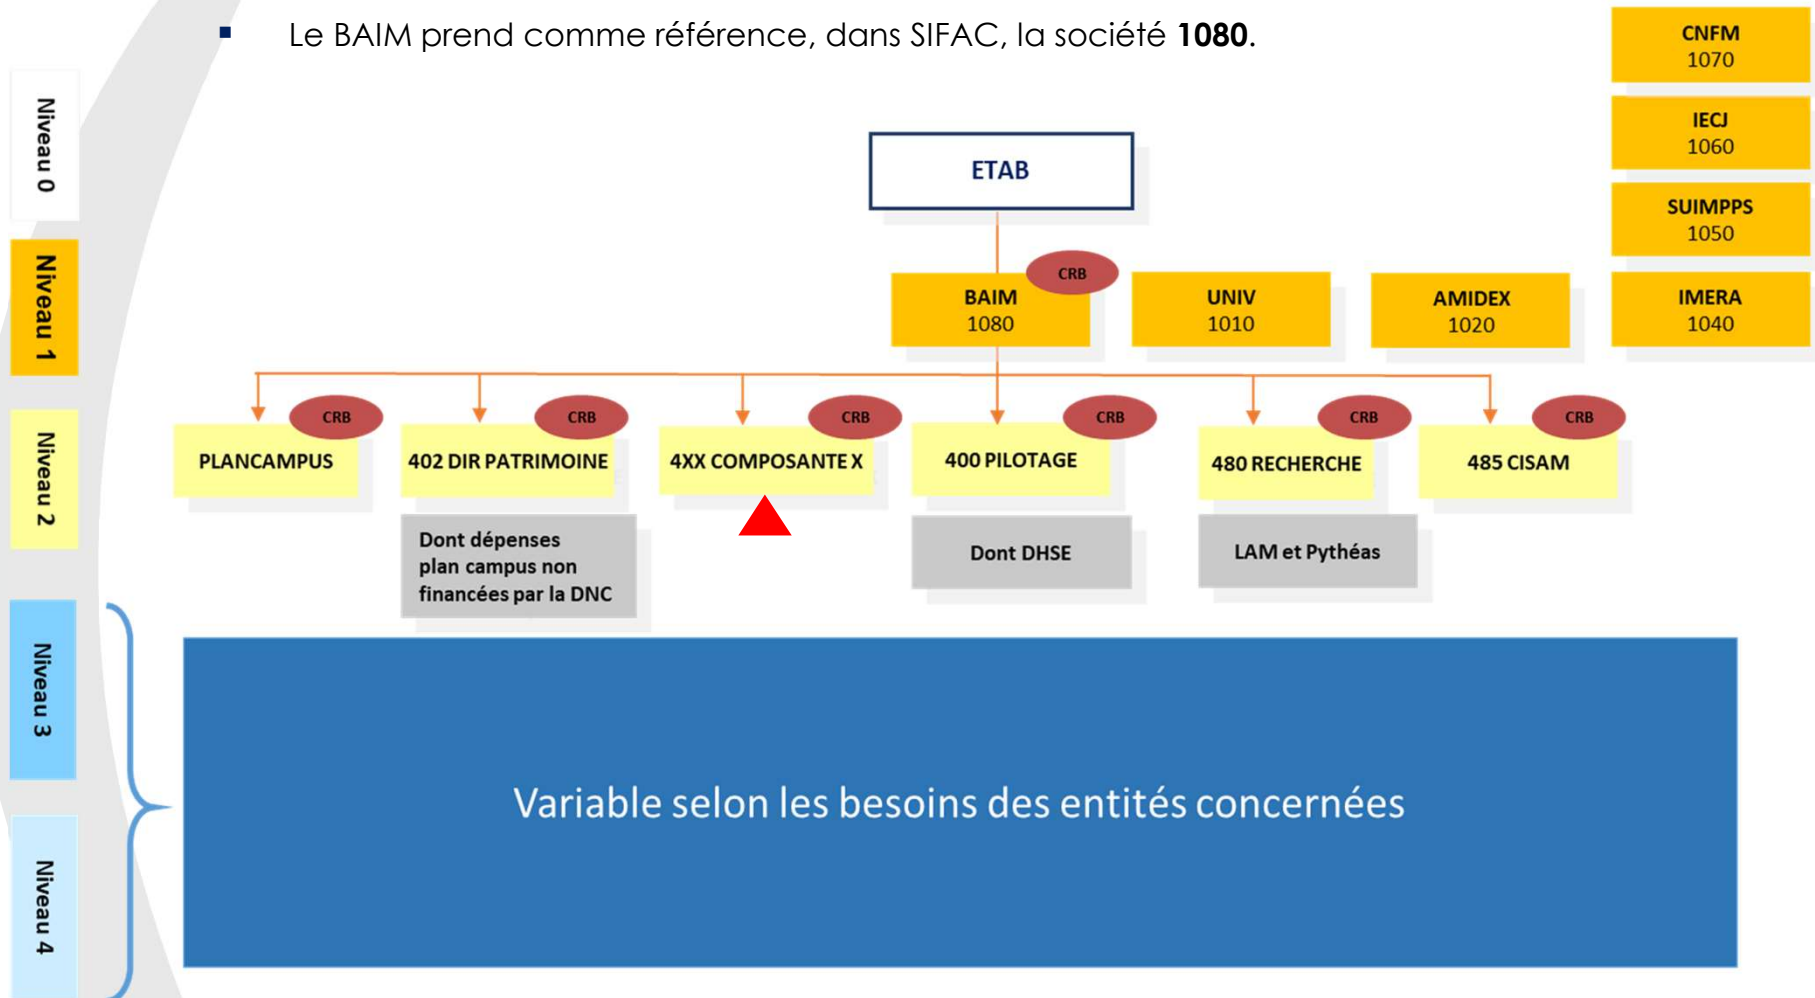 ▪ Le BAIM prend comme référence, dans SIFAC, la société 1080.
CNFM
1070
IECJ
1060
SUIMPPS
1050
IMERA
1040
Niveau 0
ETAB
Niveau 1
CRB
BAIM
1080
UNIV
1010
AMIDEX
1020
Niveau 2
CRB
PLANCAMPUS
CRB
402 DIR PATRIMOINE
CRB
4XX COMPOSANTE X
CRB
400 PILOTAGE
CRB
480 RECHERCHE
CRB
485 CISAM
Dont dépenses
plan campus non
financées par la DNC
Dont DHSE
LAM et Pythéas
Niveau 3
Variable selon les besoins des entités concernées
Niveau 4